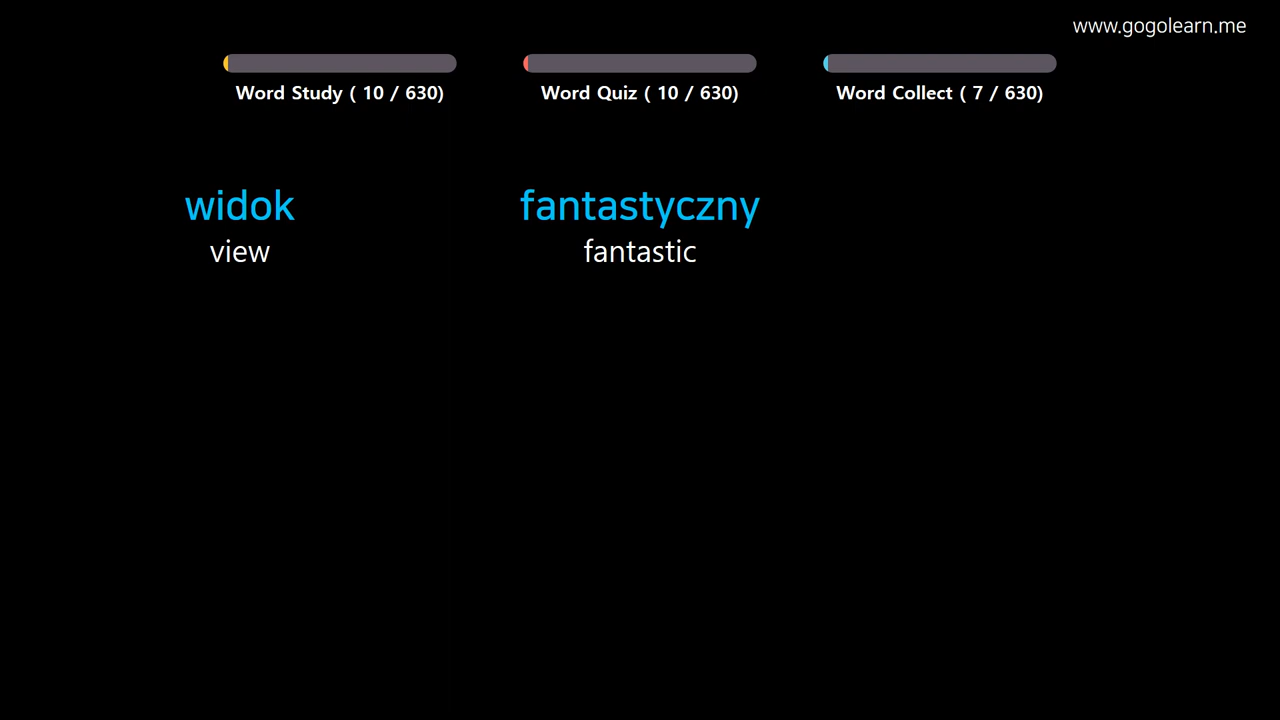 www.gogolearn.me
Word Study ( 10 / 630)
Word Quiz ( 10 / 630)
Word Collect ( 7 / 630)
widok
view
fantastyczny
fantastic